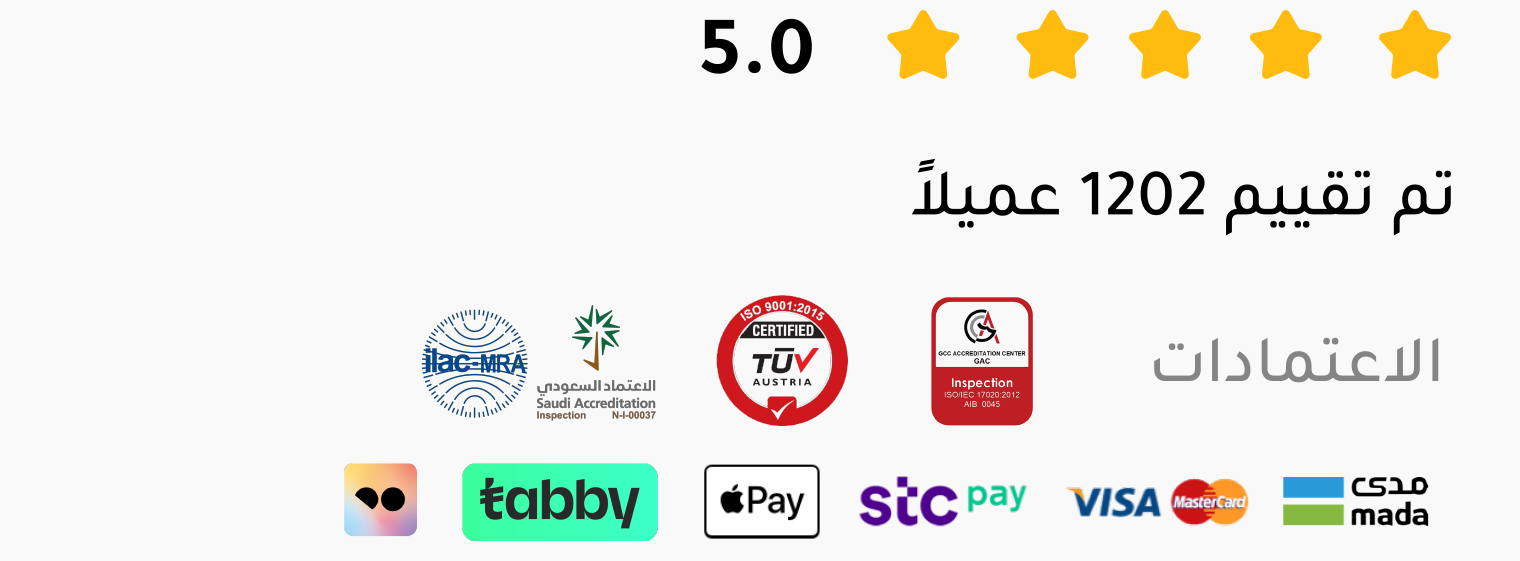 5.0
تم تقييم 1202 عميلاً
الاعتمادات
GCC ACCREDITATION CENTER
GAC
Inspection
ISO/IEC 17020:2012
AIB 0045
ISO 9001:2015
CERTIFIED
TÜV
AUSTRIA
ilac-MRA
الاعتماد السعودي
Saudi Accreditation
Inspection N-I-00037
مدى
mada
VISA MasterCard
stc pay
Pay
tabby